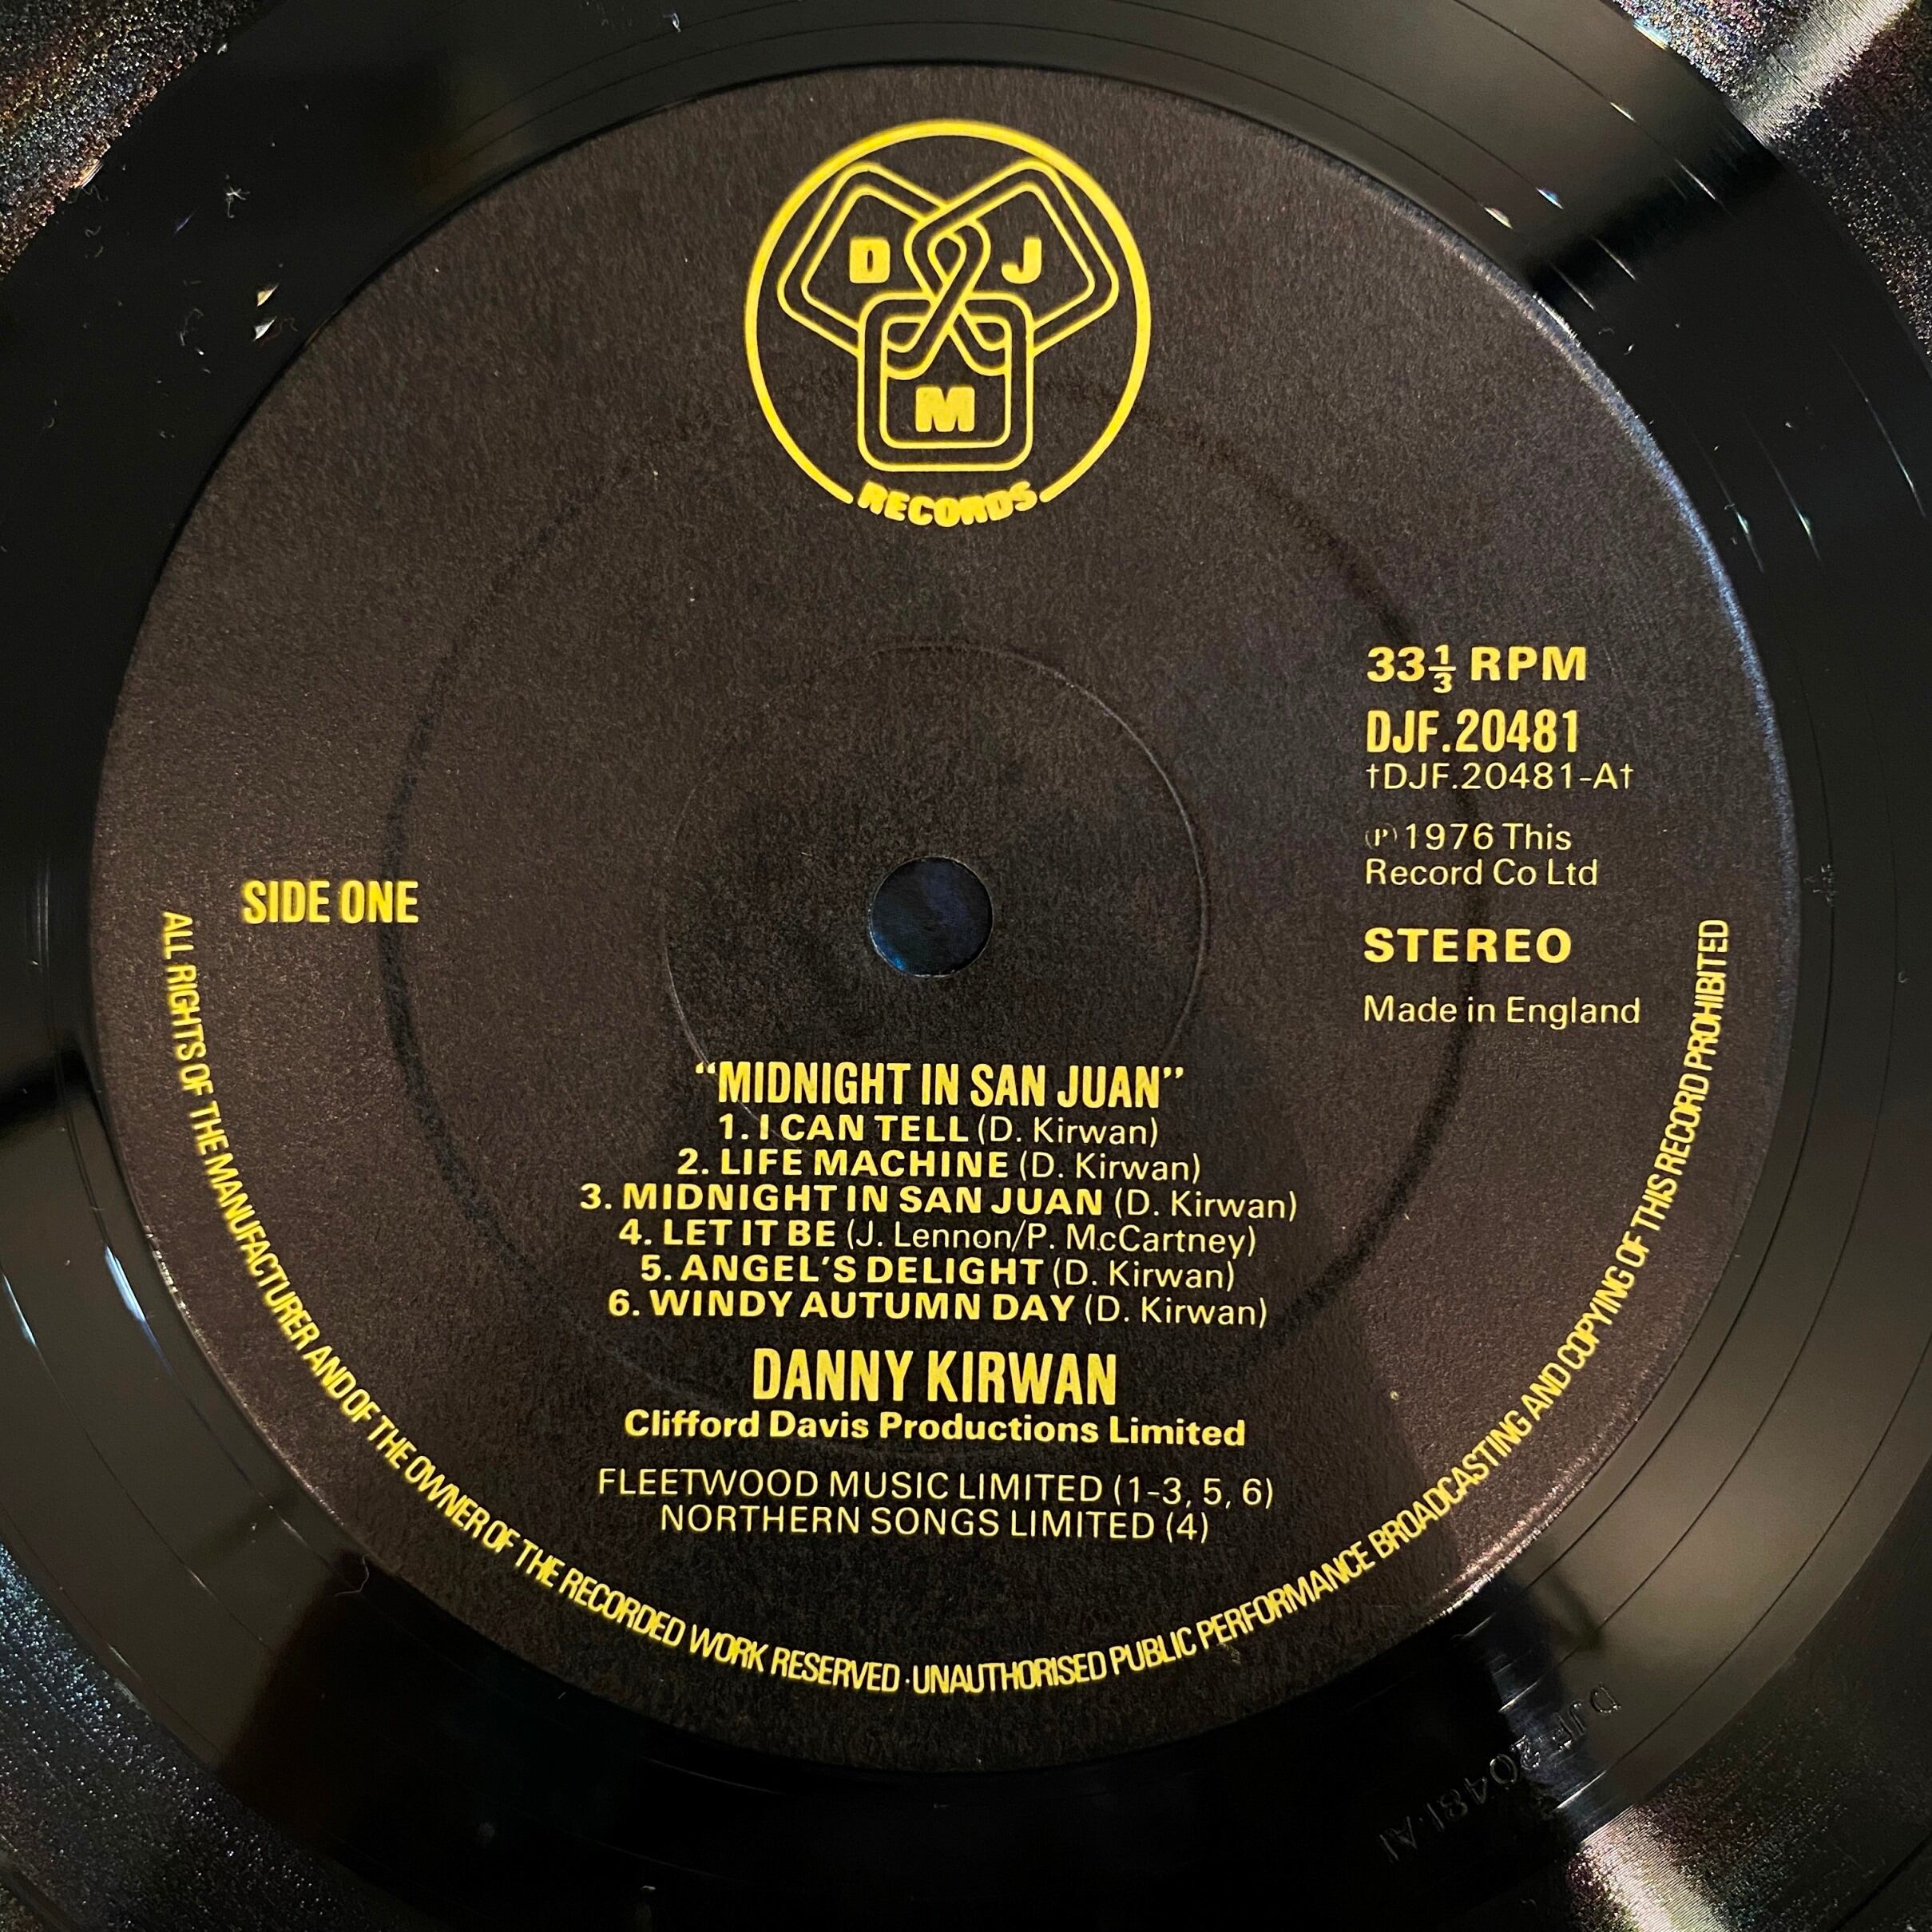 D J
M
RECORDS
33⅓ RPM
DJF.20481
†DJF.20481-A†
℗ 1976 This
Record Co Ltd
SIDE ONE
STEREO
Made in England
“MIDNIGHT IN SAN JUAN”
1. I CAN TELL (D. Kirwan)
2. LIFE MACHINE (D. Kirwan)
3. MIDNIGHT IN SAN JUAN (D. Kirwan)
4. LET IT BE (J. Lennon/P. McCartney)
5. ANGEL’S DELIGHT (D. Kirwan)
6. WINDY AUTUMN DAY (D. Kirwan)
DANNY KIRWAN
Clifford Davis Productions Limited
FLEETWOOD MUSIC LIMITED (1-3, 5, 6)
NORTHERN SONGS LIMITED (4)
ALL RIGHTS OF THE MANUFACTURER AND OF THE OWNER OF THE RECORDED WORK RESERVED · UNAUTHORISED PUBLIC PERFORMANCE BROADCASTING AND COPYING OF THIS RECORD PROHIBITED
DJF 20481·A1